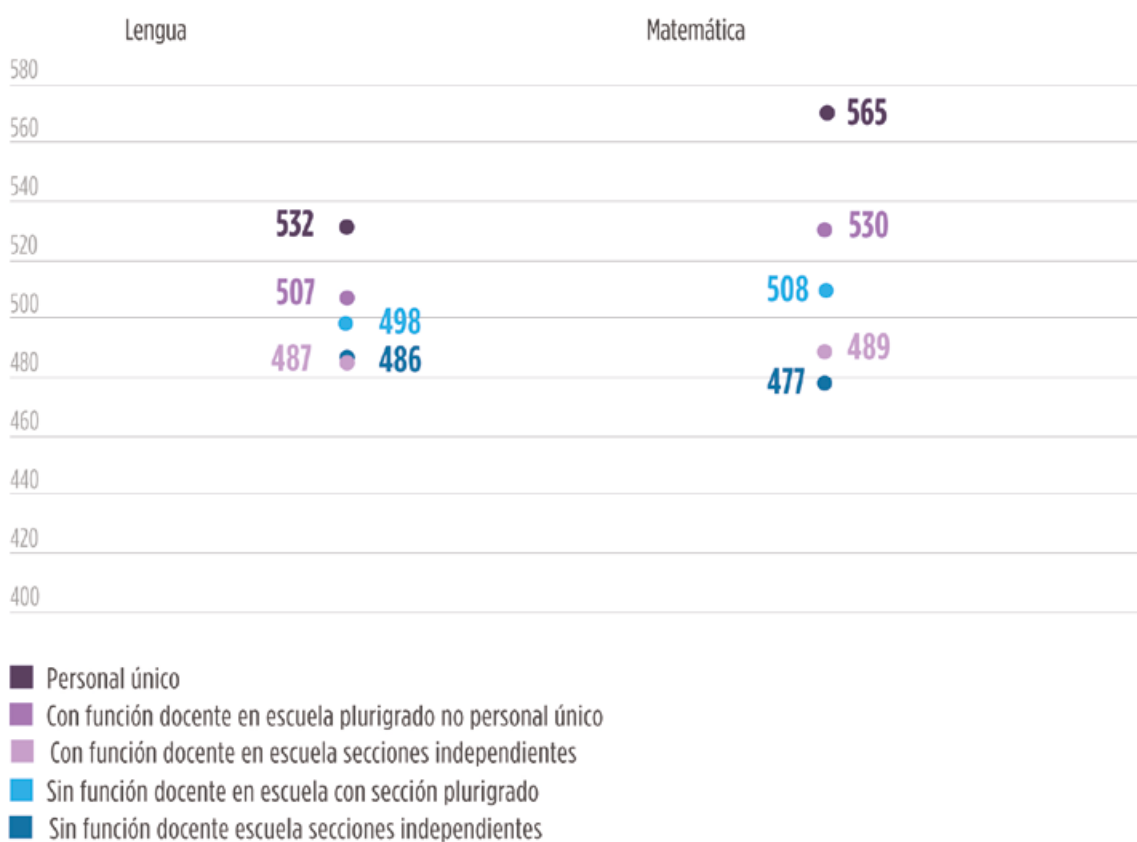 Lengua Matemática
580
565
560
540
532 530
520
507 508
500
498
487 486 489
480
477
460
440
420
400
Personal único
Con función docente en escuela plurigrado no personal único
Con función docente en escuela secciones independientes
Sin función docente en escuela con sección plurigrado
Sin función docente escuela secciones independientes